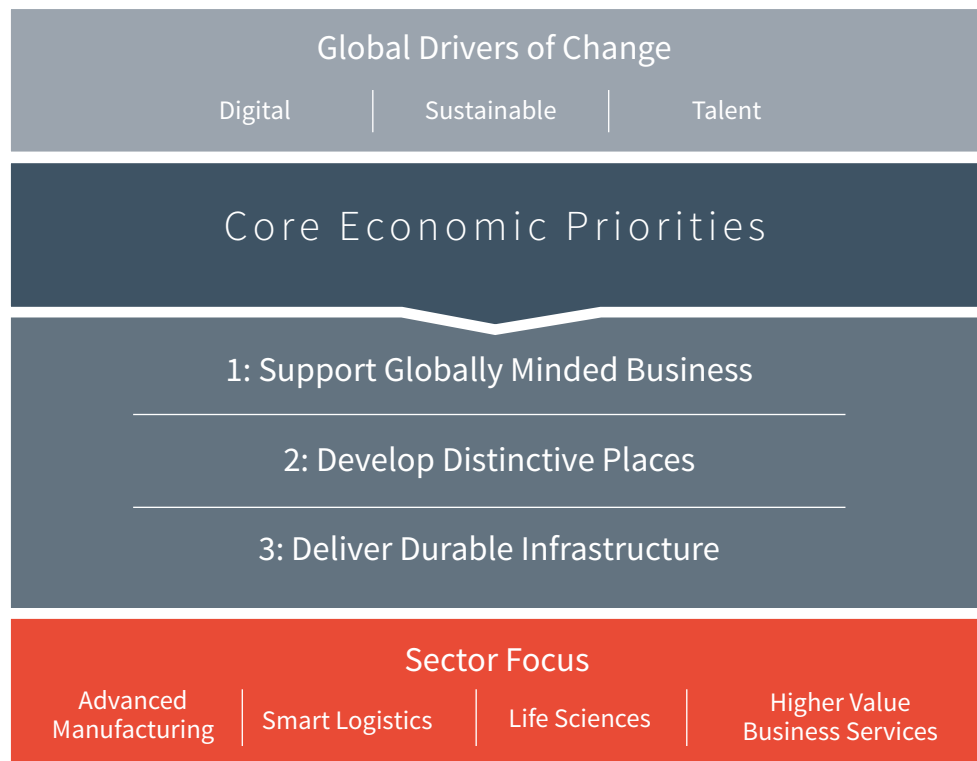 Global Drivers of Change
Digital
Sustainable
Talent
Core Economic Priorities
1: Support Globally Minded Business
2: Develop Distinctive Places
3: Deliver Durable Infrastructure
Sector Focus
Advanced
Manufacturing
Smart Logistics
Life Sciences
Higher Value
Business Services